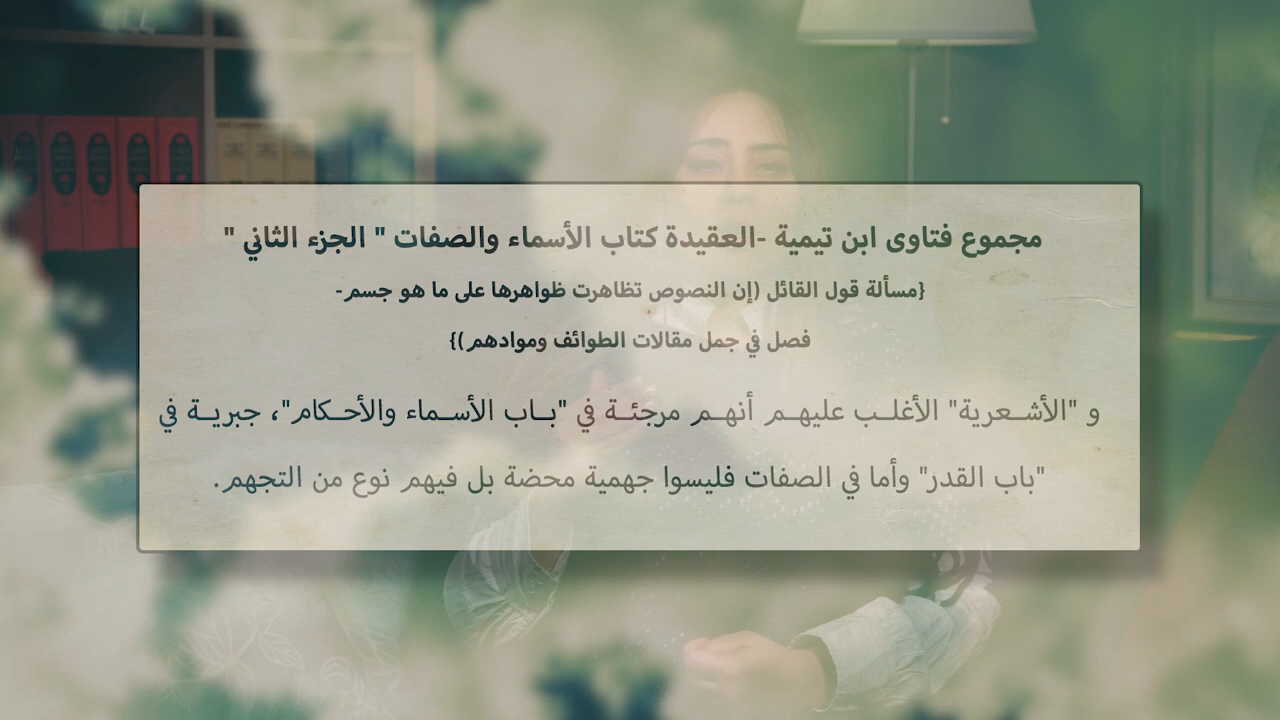 مجموع فتاوى ابن تيمية -العقيدة كتاب الأسماء والصفات " الجزء الثاني "
{مسألة قول القائل (إن النصوص تظاهرت ظواهرها على ما هو جسم-
فصل في جمل مقالات الطوائف وموادهم)}
و "الأشعرية" الأغلب عليهم أنهم مرجئة في "باب الأسماء والأحكام"، جبرية في
"باب القدر" وأما في الصفات فليسوا جهمية محضة بل فيهم نوع من التجهم.